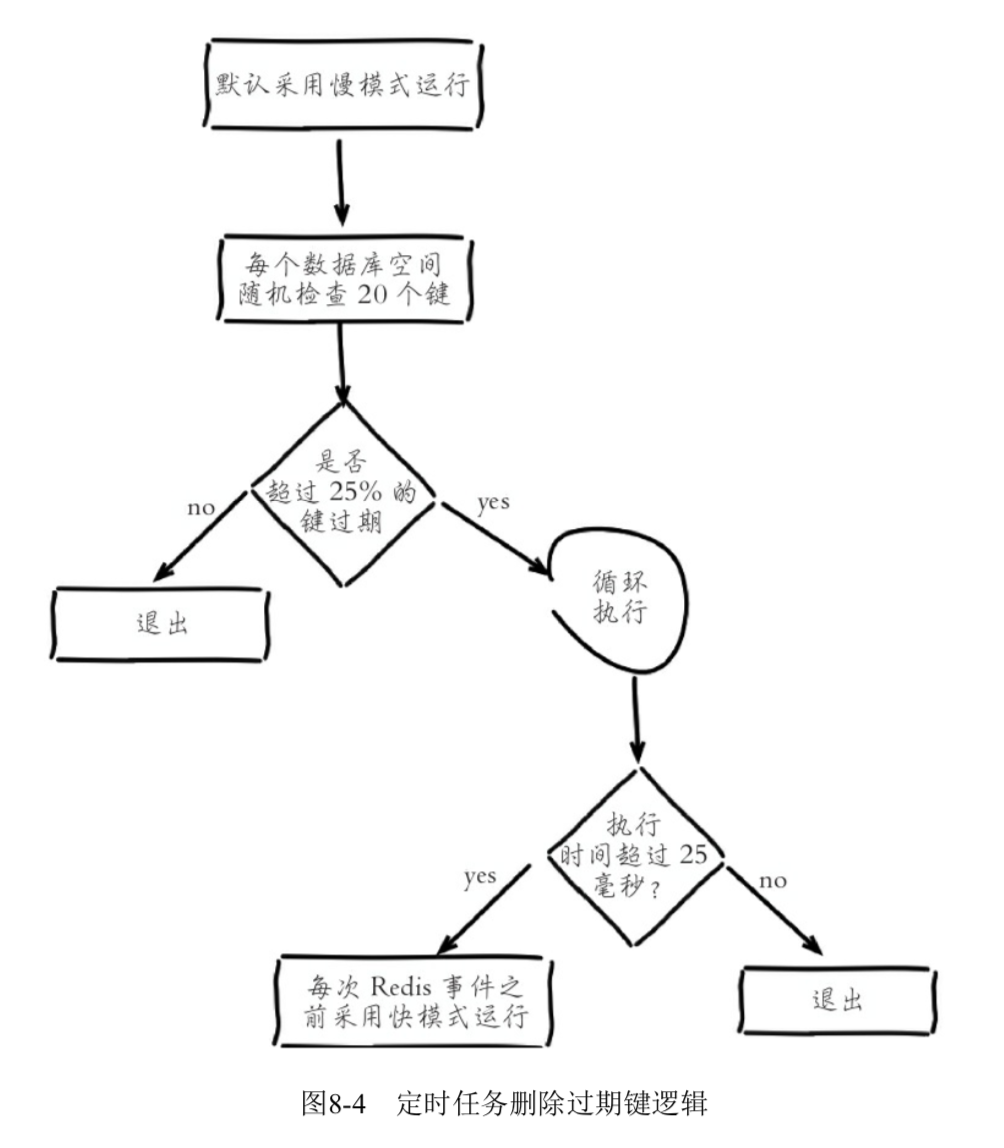 默认采用慢模式运行
每个数据库空间
随机检查 20 个键
是否
超过 25% 的
键过期
no
yes
退出
循环
执行
执行
时间超过 25
毫秒？
yes
no
每次 Redis 事件之
前采用快模式运行
退出
图8-4 定时任务删除过期键逻辑